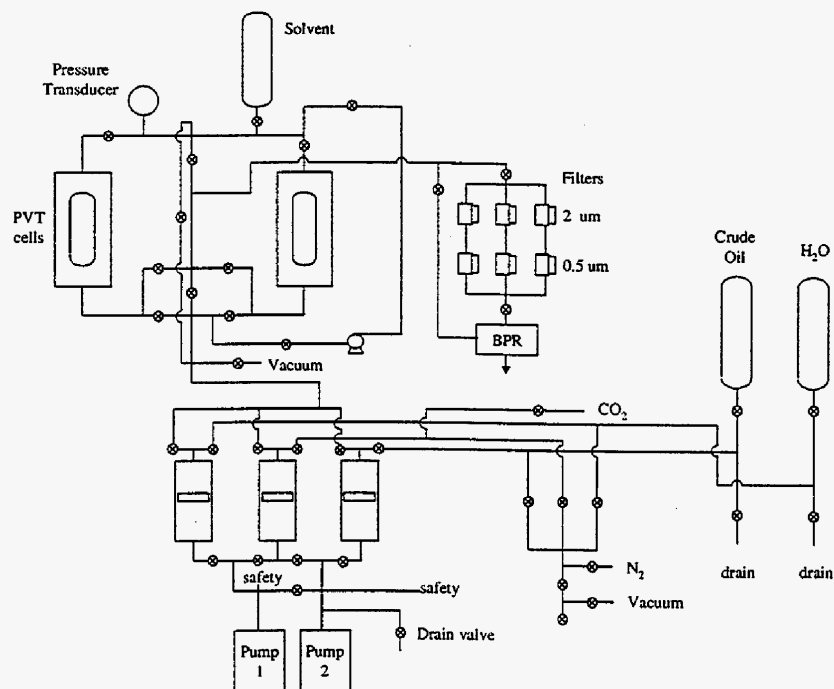 Solvent
Pressure
Transducer
Filters
PVT
cells
2 um
0.5 um
Crude
Oil
H₂O
BPR
Vacuum
CO₂
safety
safety
N₂
drain
drain
Vacuum
Drain valve
Pump
1
Pump
2